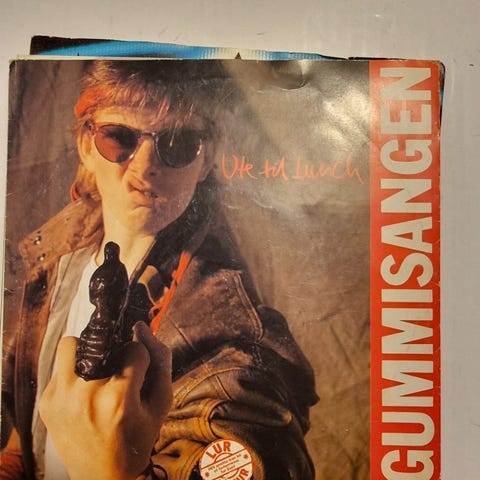 Ute til Lunch
GUMMISANGEN
LUR